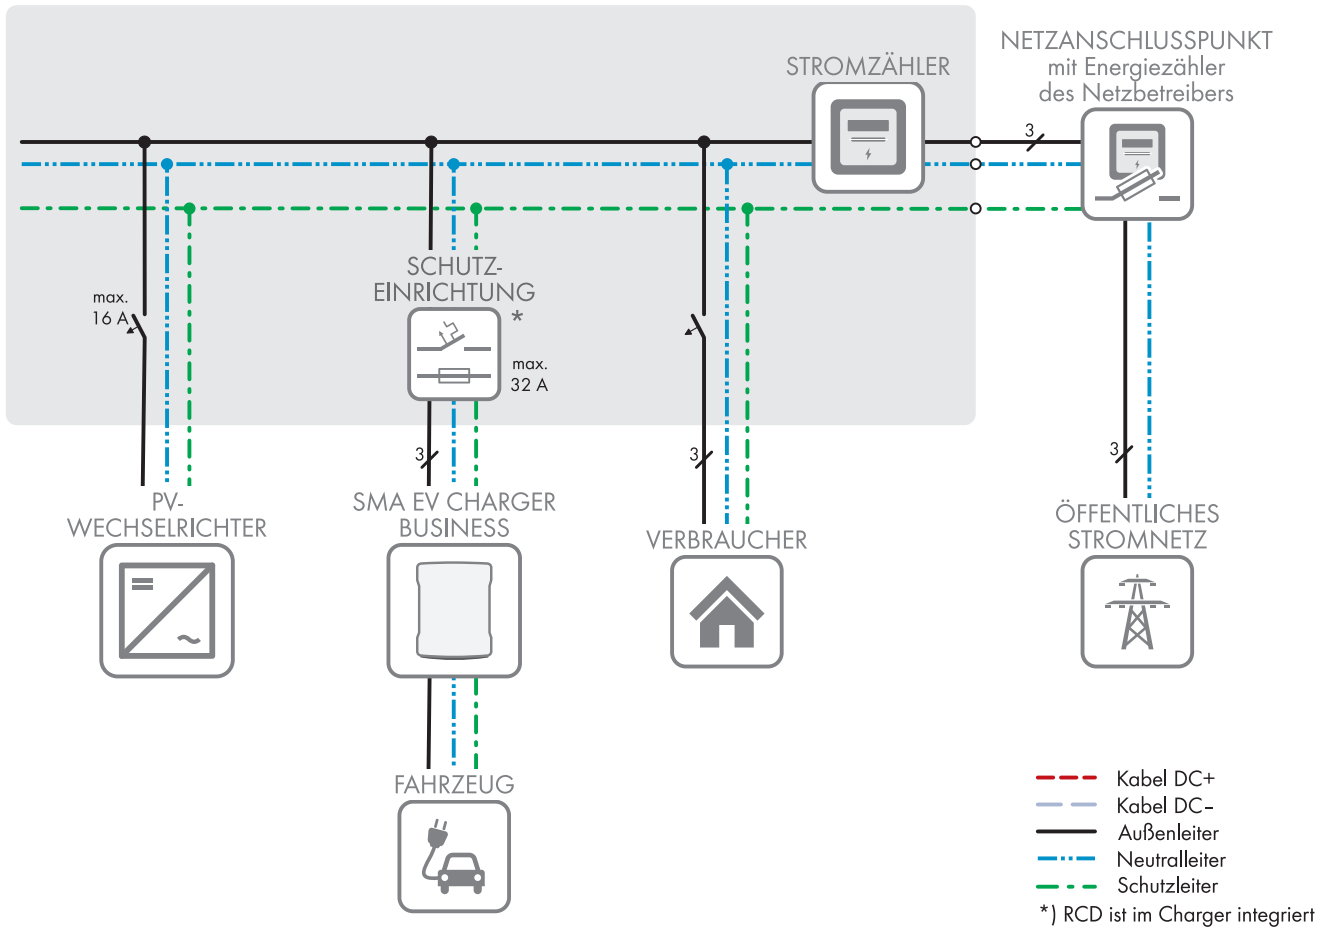 STROMZÄHLER
NETZANSCHLUSSPUNKT
mit Energiezähler
des Netzbetreibers
3
max.
16 A
SCHUTZ-
EINRICHTUNG
*
max.
32 A
3
3
3
PV-
WECHSELRICHTER
SMA EV CHARGER
BUSINESS
VERBRAUCHER
ÖFFENTLICHES
STROMNETZ
FAHRZEUG
Kabel DC+
Kabel DC–
Außenleiter
Neutralleiter
Schutzleiter
*) RCD ist im Charger integriert